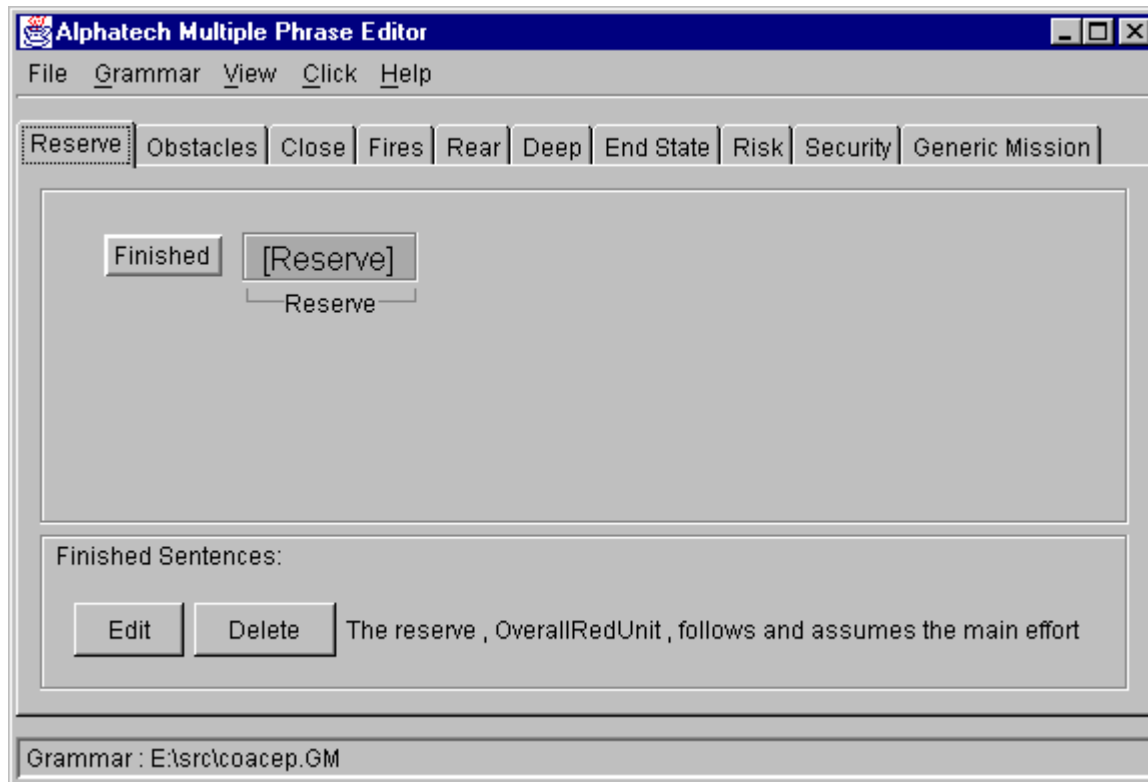 Alphatech Multiple Phrase Editor
File Grammar View Click Help
Reserve Obstacles Close Fires Rear Deep End State Risk Security Generic Mission
Finished [Reserve]
Reserve
Finished Sentences:
Edit Delete The reserve , OverallRedUnit , follows and assumes the main effort
Grammar : E:\src\coacep.GM